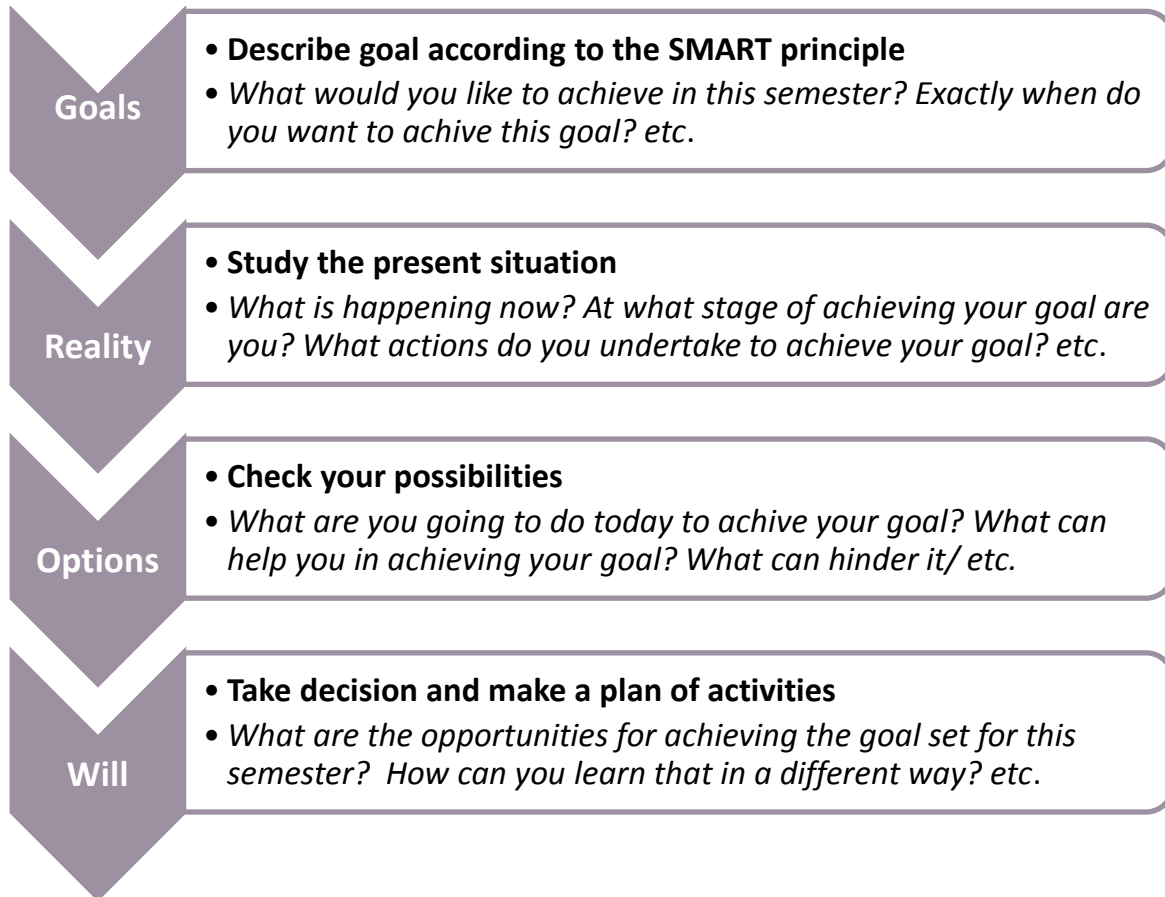 Goals
• Describe goal according to the SMART principle
• What would you like to achieve in this semester? Exactly when do
you want to achive this goal? etc.
Reality
• Study the present situation
• What is happening now? At what stage of achieving your goal are
you? What actions do you undertake to achieve your goal? etc.
Options
• Check your possibilities
• What are you going to do today to achive your goal? What can
help you in achieving your goal? What can hinder it/ etc.
Will
• Take decision and make a plan of activities
• What are the opportunities for achieving the goal set for this
semester?  How can you learn that in a different way? etc.